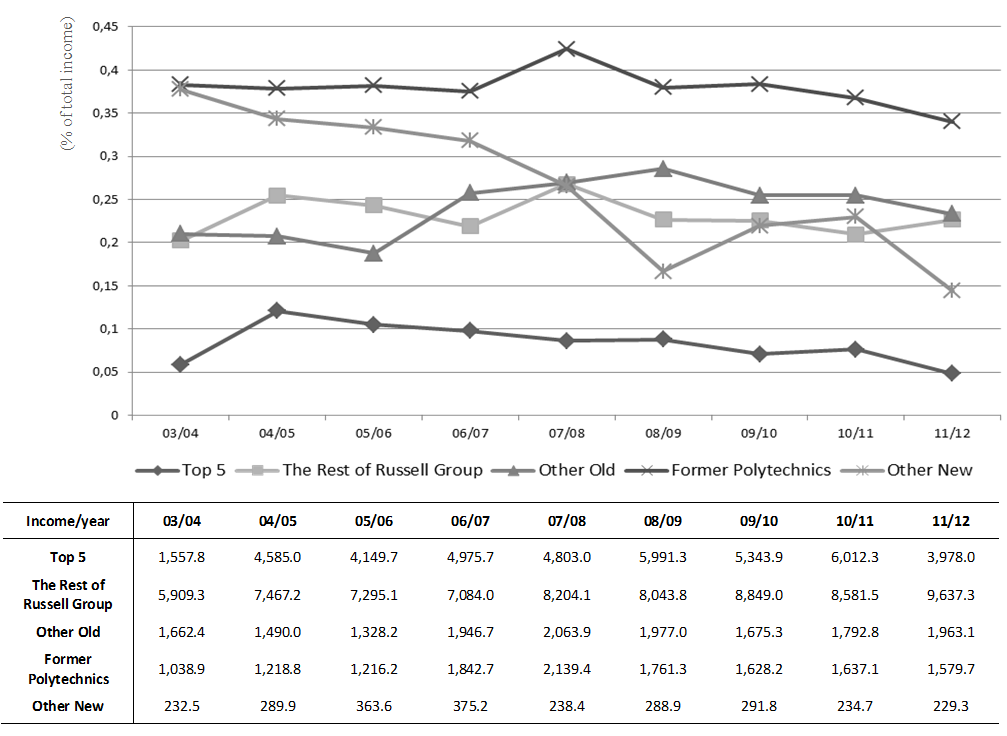 (% of total income)
0,45
0,4
0,35
0,3
0,25
0,2
0,15
0,1
0,05
0
03/04 04/05 05/06 06/07 07/08 08/09 09/10 10/11 11/12
Top 5 The Rest of Russell Group Other Old Former Polytechnics Other New
Income/year 03/04 04/05 05/06 06/07 07/08 08/09 09/10 10/11 11/12
Top 5 1,557.8 4,585.0 4,149.7 4,975.7 4,803.0 5,991.3 5,343.9 6,012.3 3,978.0
The Rest of
Russell Group 5,909.3 7,467.2 7,295.1 7,084.0 8,204.1 8,043.8 8,849.0 8,581.5 9,637.3
Other Old 1,662.4 1,490.0 1,328.2 1,946.7 2,063.9 1,977.0 1,675.3 1,792.8 1,963.1
Former
Polytechnics 1,038.9 1,218.8 1,216.2 1,842.7 2,139.4 1,761.3 1,628.2 1,637.1 1,579.7
Other New 232.5 289.9 363.6 375.2 238.4 288.9 291.8 234.7 229.3